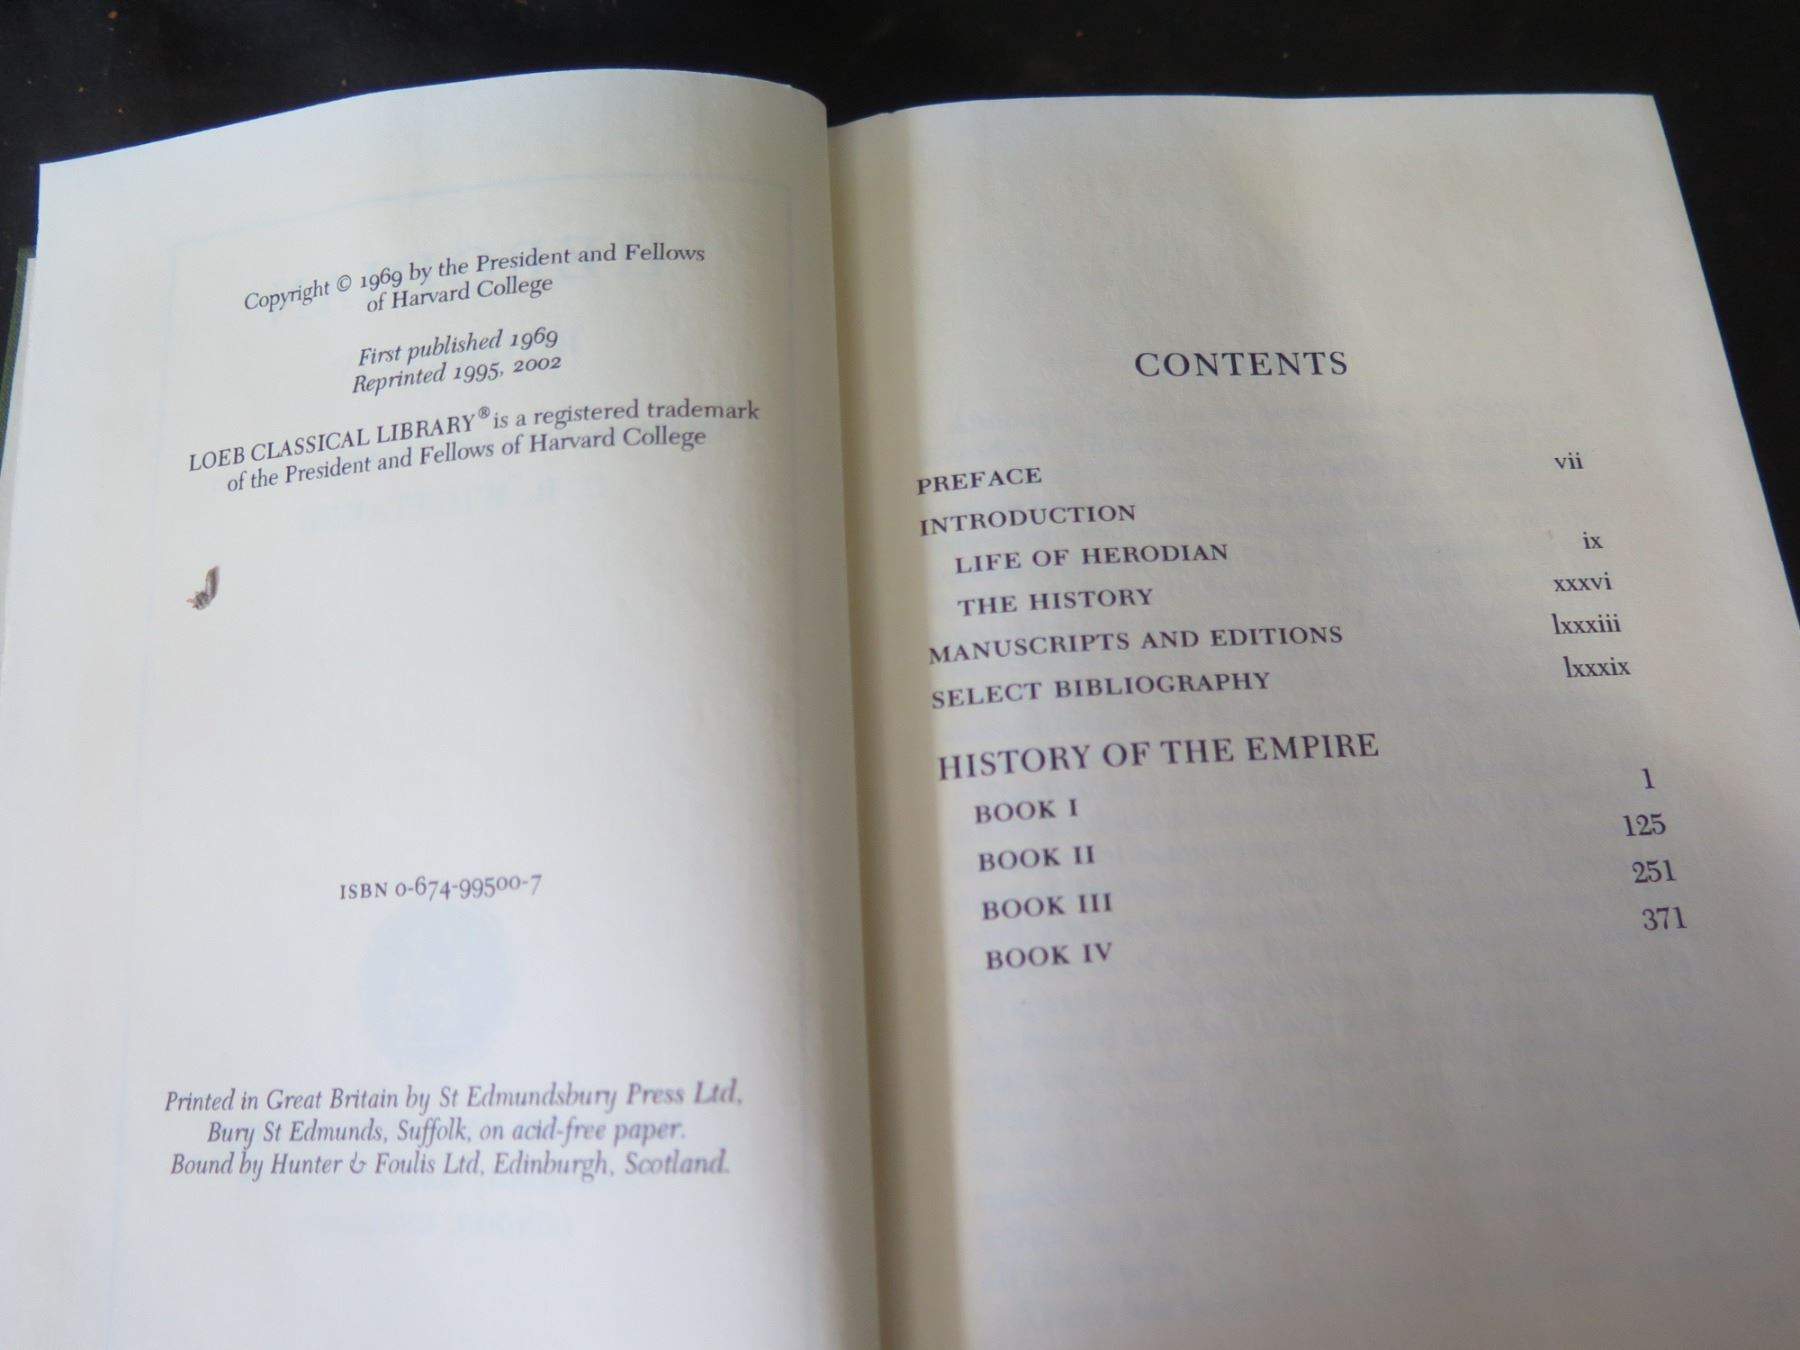 Copyright © 1969 by the President and Fellows
of Harvard College
First published 1969
Reprinted 1995, 2002
LOEB CLASSICAL LIBRARY® is a registered trademark
of the President and Fellows of Harvard College
ISBN 0-674-99500-7
Printed in Great Britain by St Edmundsbury Press Ltd,
Bury St Edmunds, Suffolk, on acid-free paper.
Bound by Hunter & Foulis Ltd, Edinburgh, Scotland.
CONTENTS
PREFACE vii
INTRODUCTION
LIFE OF HERODIAN ix
THE HISTORY xxxvi
MANUSCRIPTS AND EDITIONS lxxxiii
SELECT BIBLIOGRAPHY lxxxix
HISTORY OF THE EMPIRE
BOOK I 1
BOOK II 125
BOOK III 251
BOOK IV 371